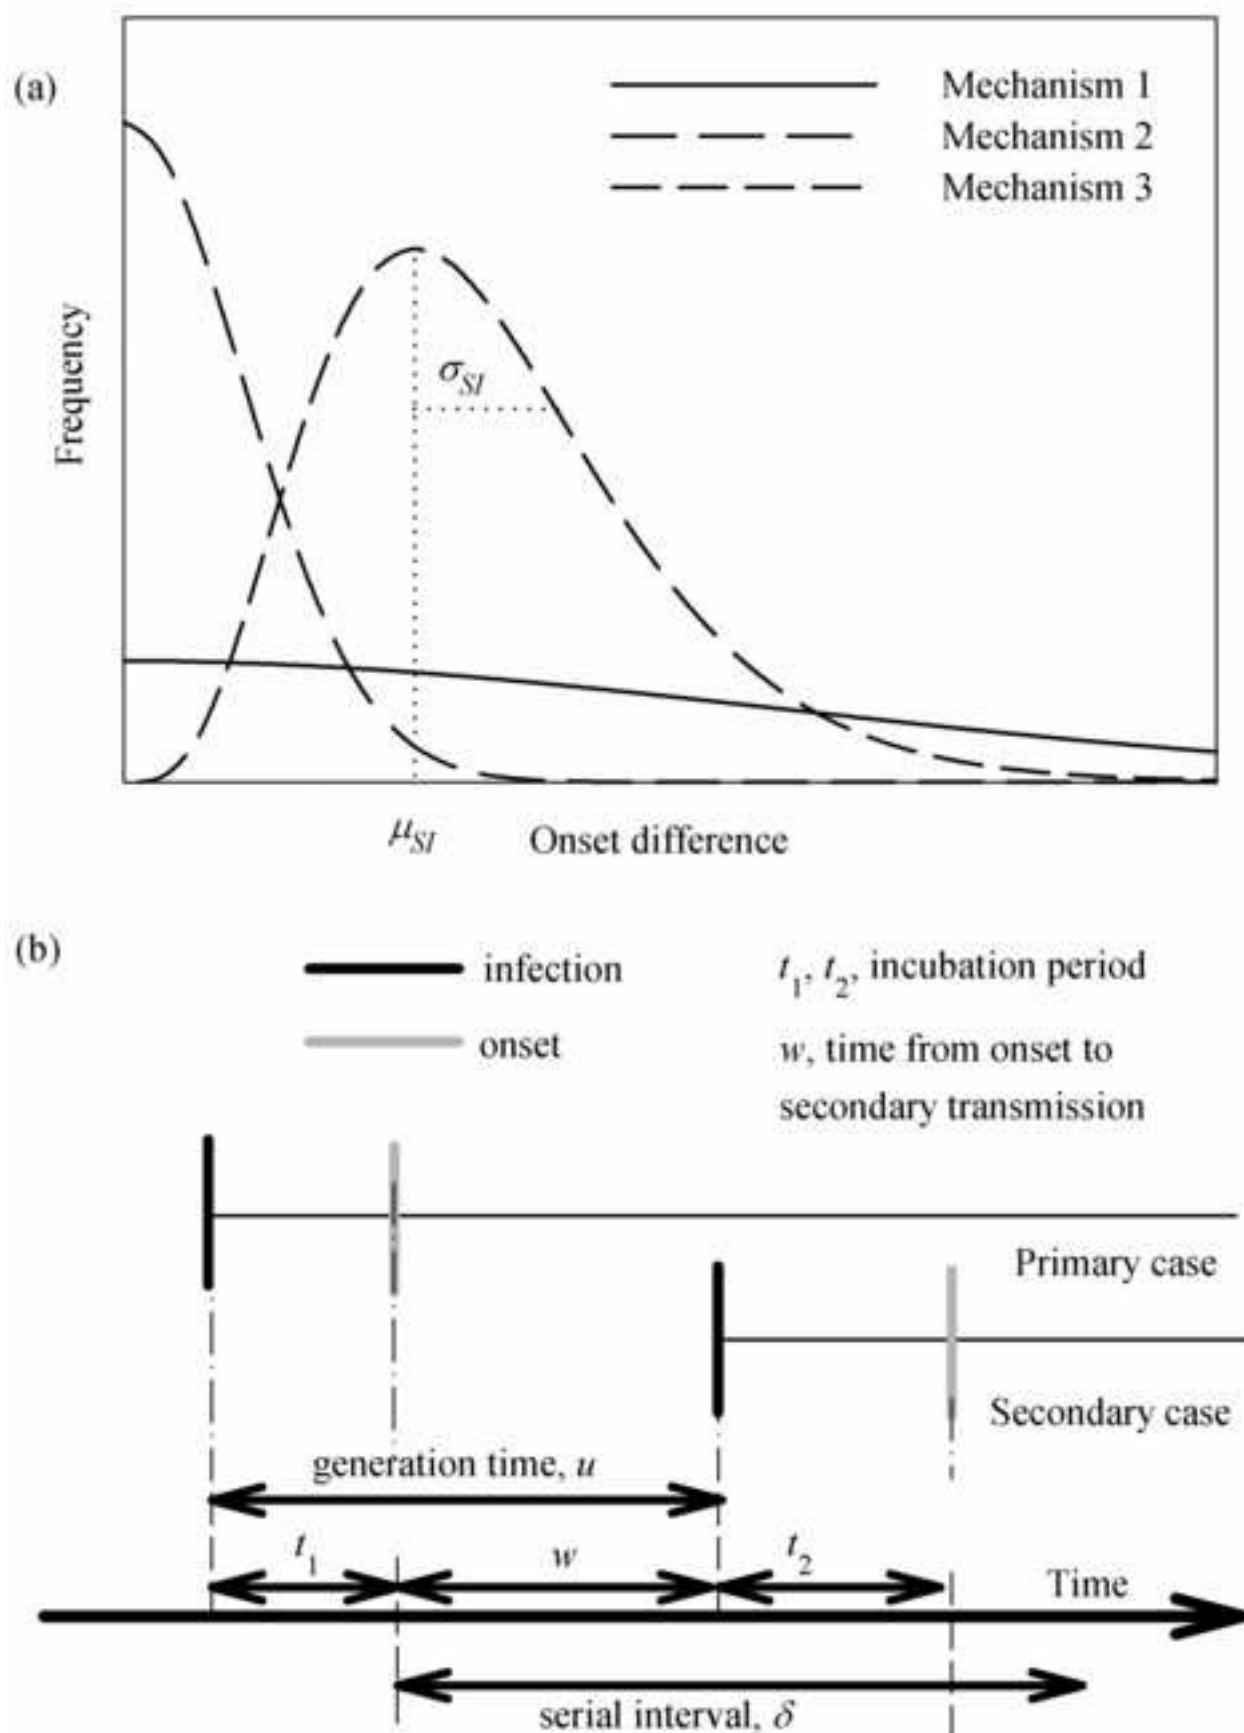 (a)
Mechanism 1
Mechanism 2
Mechanism 3
Frequency
σSI
μSI
Onset difference
(b)
infection
onset
t1, t2, incubation period
w, time from onset to
secondary transmission
Primary case
Secondary case
generation time, u
t1
w
t2
Time
serial interval, δ